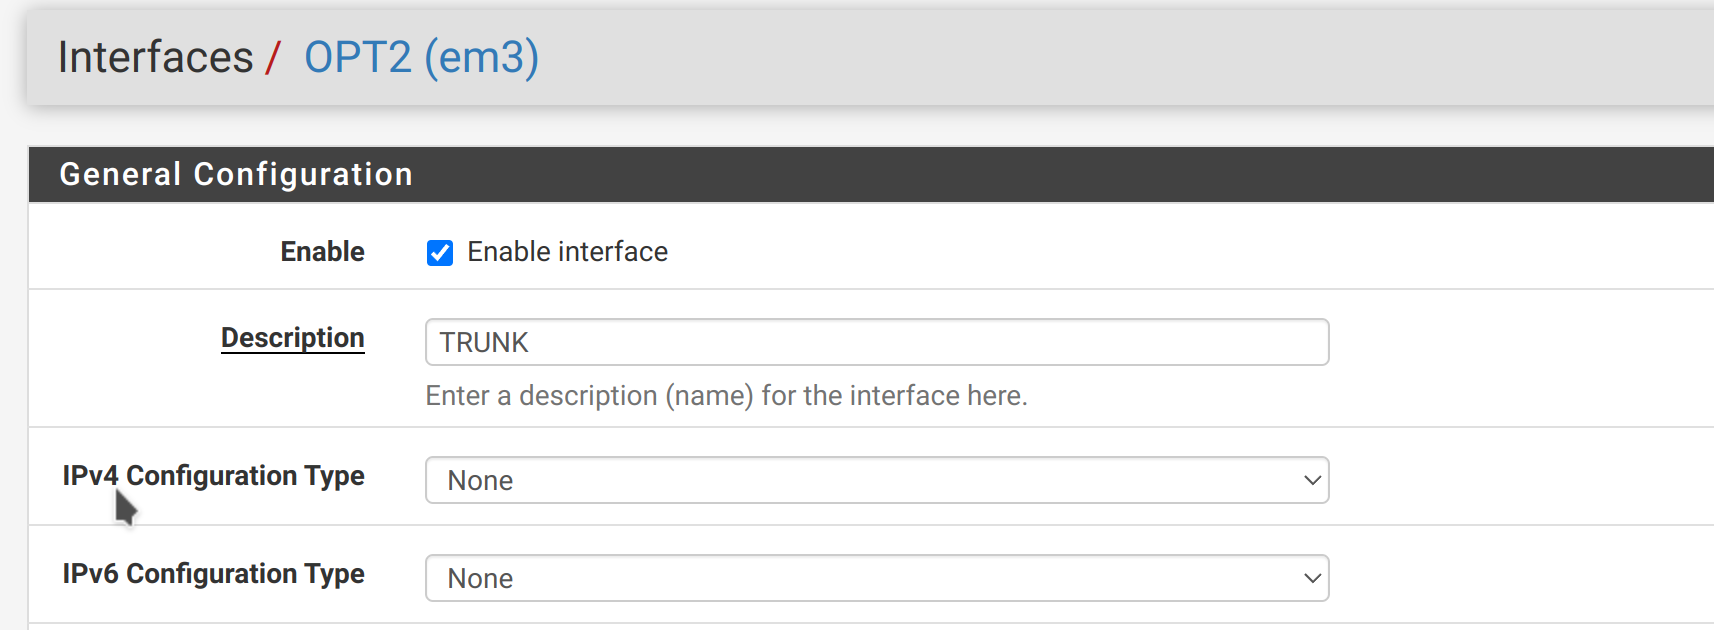 Interfaces / OPT2 (em3)
General Configuration
Enable Enable interface
Description TRUNK
Enter a description (name) for the interface here.
IPv4 Configuration Type None
IPv6 Configuration Type None